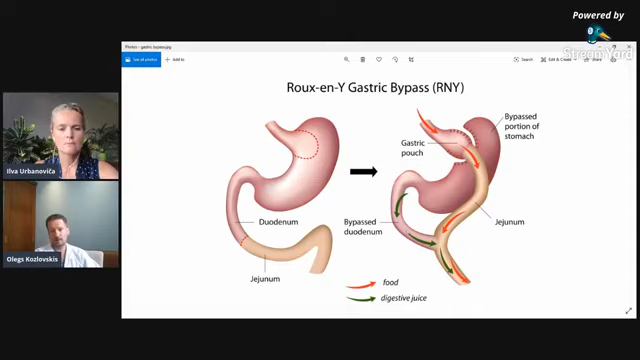 Powered by
StreamYard
Photos - gastric bypass.jpg
See all photos
Add to
Search
Edit & Create
Share
Roux-en-Y Gastric Bypass (RNY)
Bypassed
portion of
stomach
Gastric
pouch
Duodenum
Bypassed
duodenum
Jejunum
Jejunum
food
digestive juice
Ilva Urbanoviča
Olegs Kozlovskis